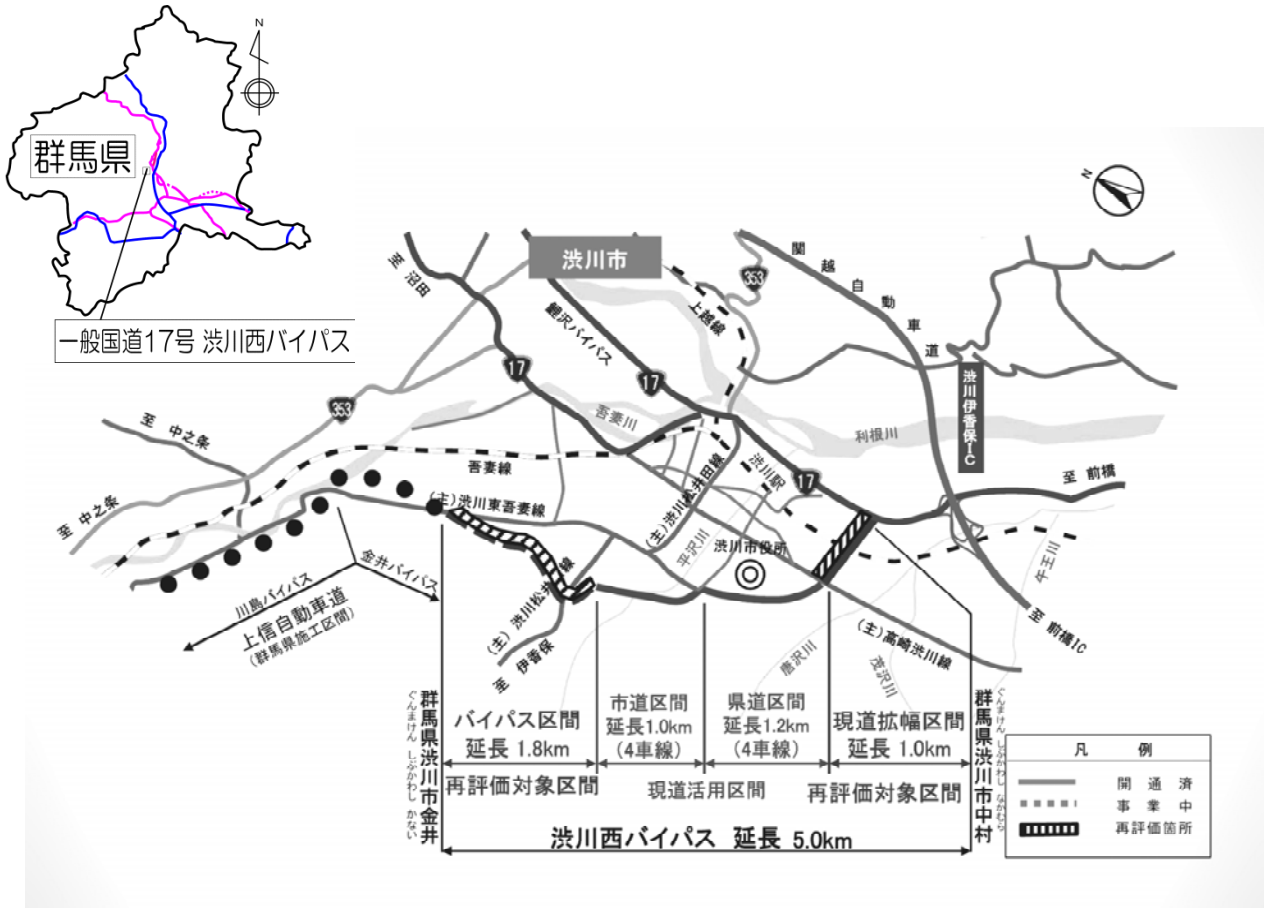 N
群馬県
一般国道17号 渋川西バイパス
N
渋川市
至 沼田
鯉沢バイパス
上越線
353
関越自動車道
17
17
渋川伊香保IC
353
吾妻川
利根川
至 中之条
吾妻線
渋川駅
17
至 前橋
至 中之条
(主)渋川東吾妻線
(主)渋川松井田線
平沢川
渋川市役所
牛王川
金井バイパス
川島バイパス
上信自動車道
(群馬県施工区間)
(主) 渋川松井 線
至 伊香保
(主)高崎渋川線
至 前橋IC
唐沢川
茂沢川
群馬県渋川市金井
ぐんまけん しぶかわし かない
バイパス区間
延長 1.8km
市道区間
延長1.0km
(4車線)
県道区間
延長1.2km
(4車線)
現道拡幅区間
延長 1.0km
群馬県渋川市中村
ぐんまけん しぶかわし なかむら
再評価対象区間
現道活用区間
再評価対象区間
渋川西バイパス 延長 5.0km
凡 例
開 通 済
事 業 中
再評価箇所